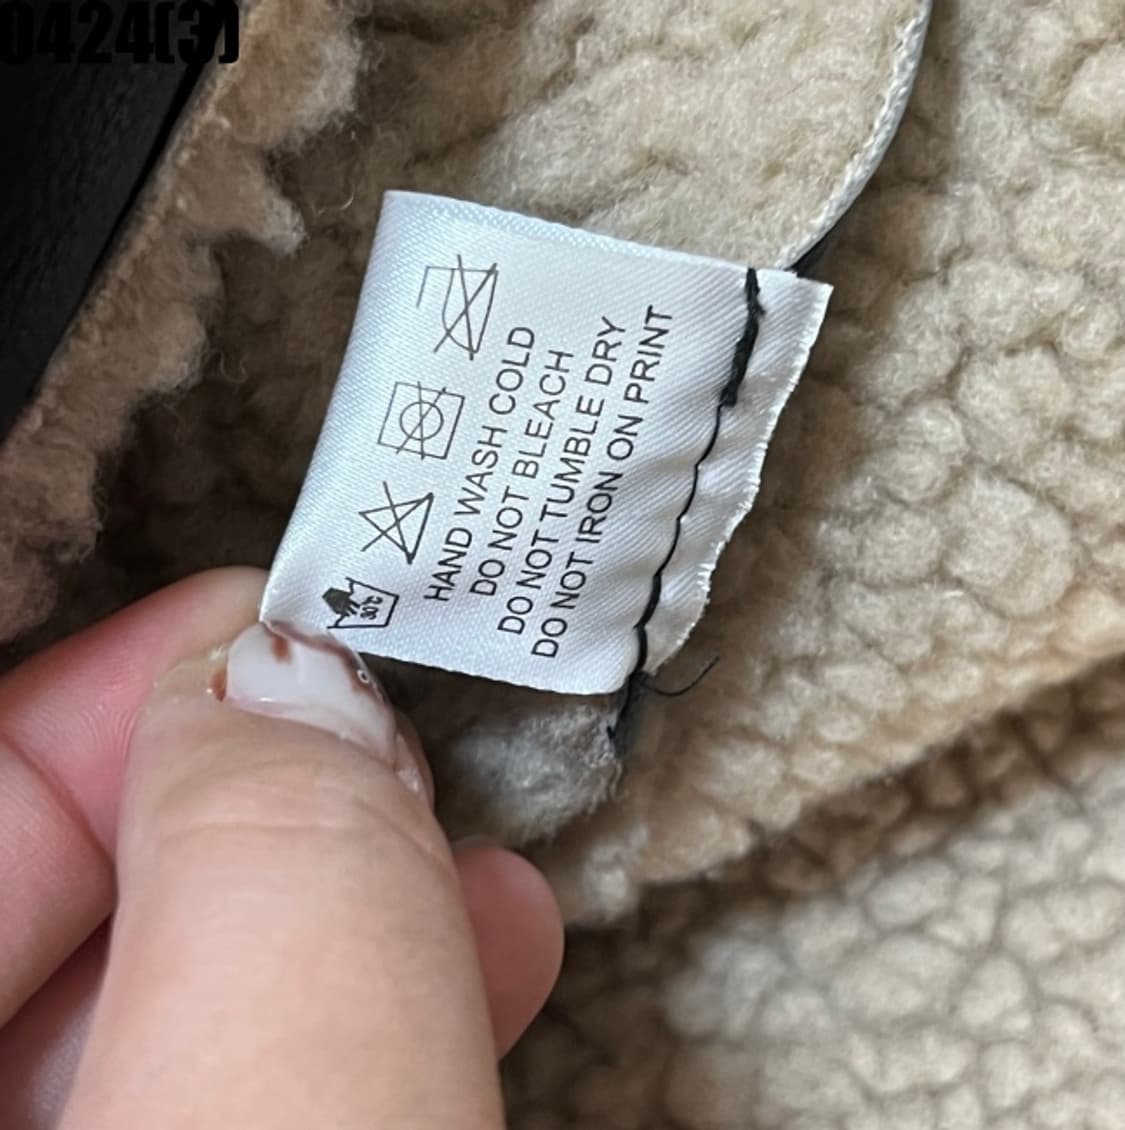 0424(3)
HAND WASH COLD
DO NOT BLEACH
DO NOT TUMBLE DRY
DO NOT IRON ON PRINT
30°C